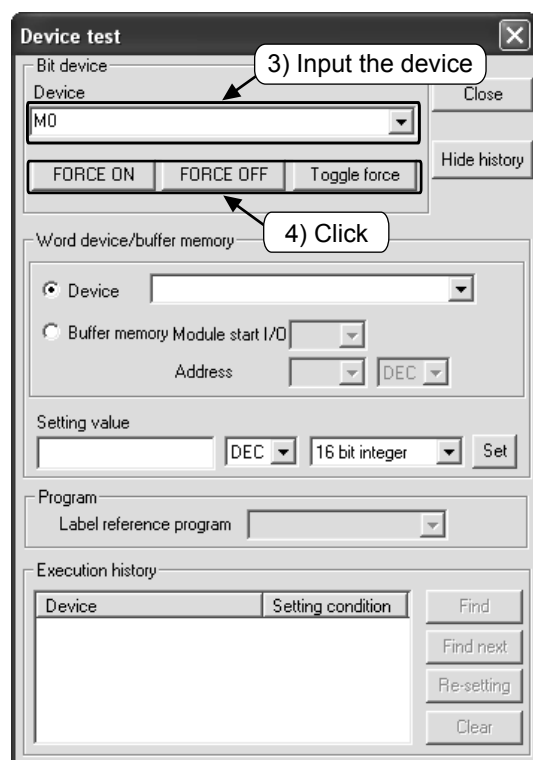 Device test
Bit device
3) Input the device
Device
Close
M0
Hide history
FORCE ON FORCE OFF Toggle force
4) Click
Word device/buffer memory
Device
Buffer memory Module start I/O
Address DEC
Setting value
DEC 16 bit integer Set
Program
Label reference program
Execution history
Device Setting condition Find
Find next
Re-setting
Clear